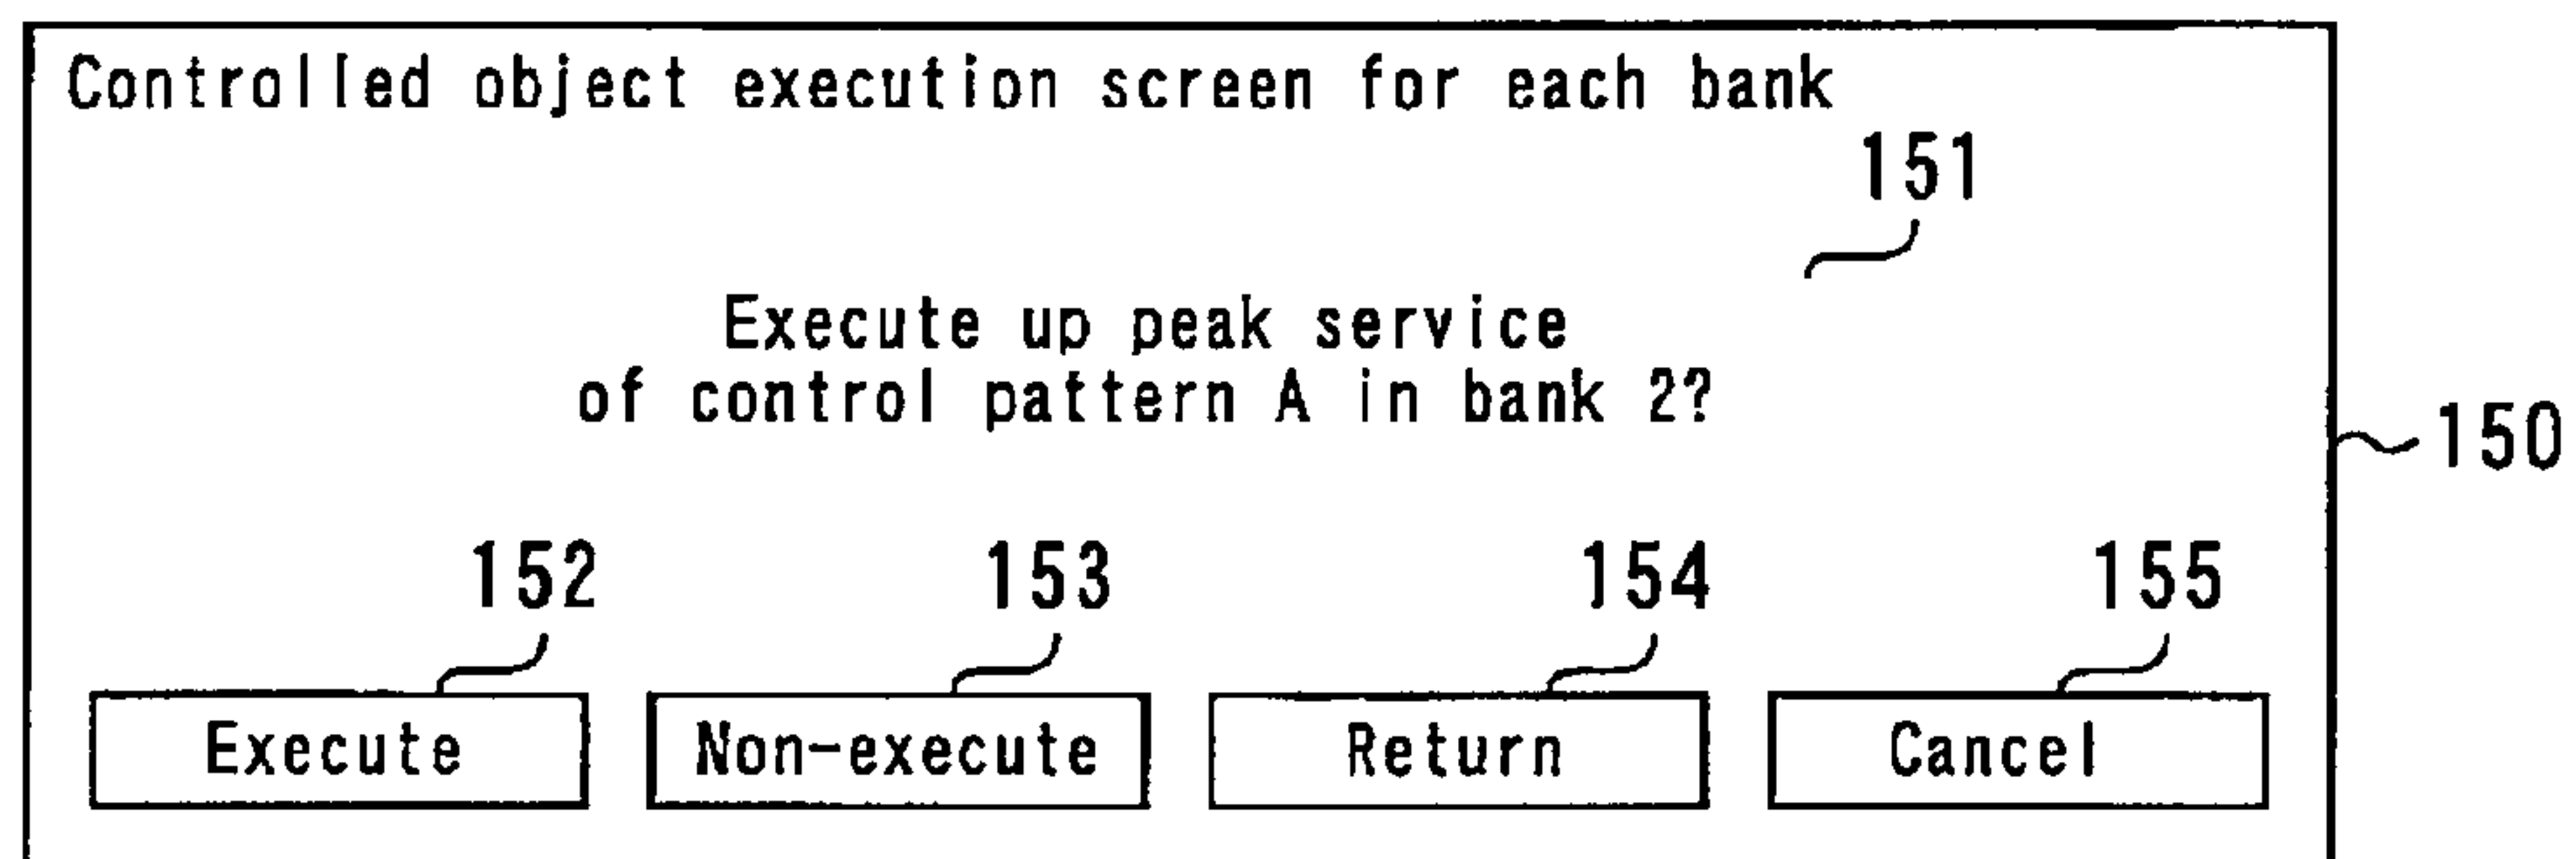 Controlled object execution screen for each bank
151
Execute up peak service
of control pattern A in bank 2?
150
152 153 154 155
Execute Non-execute Return Cancel